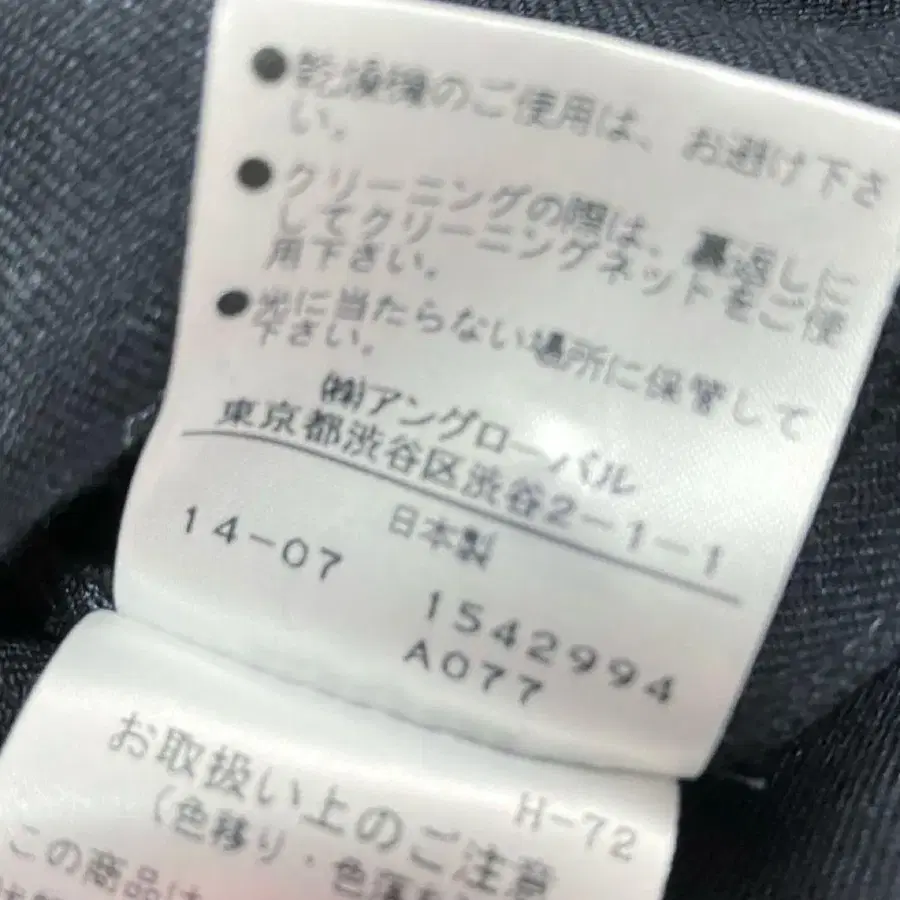 ●乾燥機のご使用は、お避け下さ
い。
●クリーニングの際は、裏返しに
してクリーニングネットをご使
用下さい。
●光に当たらない場所に保管して
下さい。
㈱アングローバル
東京都渋谷区渋谷2-1-1
日本製
14-07
1542994
A077
H-72
お取扱い上のご注意
(色移り・色落
この商品は